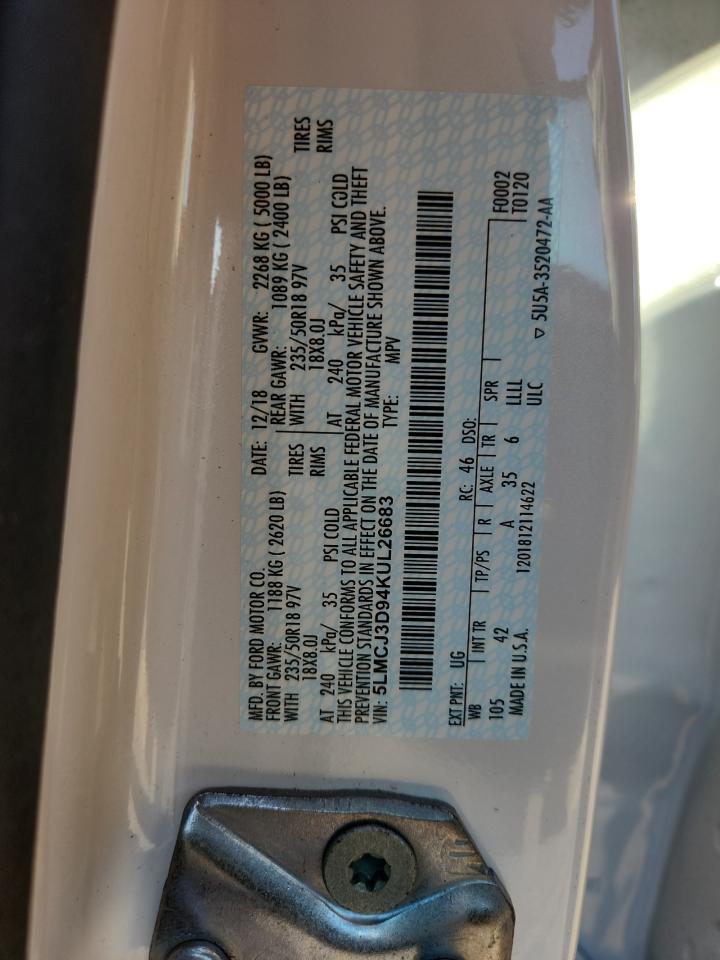 MFD. BY FORD MOTOR CO. DATE: 12/18 GVWR: 2268 KG ( 5000 LB)
FRONT GAWR: 1188 KG ( 2620 LB) REAR GAWR: 1089 KG ( 2400 LB)
WITH 235/50R18 97V TIRES WITH 235/50R18 97V TIRES
18X8.0J RIMS 18X8.0J RIMS
AT 240 kPa/ 35 PSI COLD AT 240 kPa/ 35 PSI COLD
THIS VEHICLE CONFORMS TO ALL APPLICABLE FEDERAL MOTOR VEHICLE SAFETY AND THEFT
PREVENTION STANDARDS IN EFFECT ON THE DATE OF MANUFACTURE SHOWN ABOVE.
VIN: 5LMCJ3D94KUL26683 TYPE: MPV
EXT PNT: UG RC: 46 DSO:
WB INT TR TP/PS R AXLE TR SPR F0002
105 42 A 35 6 LLLL T0120
MADE IN U.S.A. 1201812114622 ULC
▽ 5U5A-3520472-AA